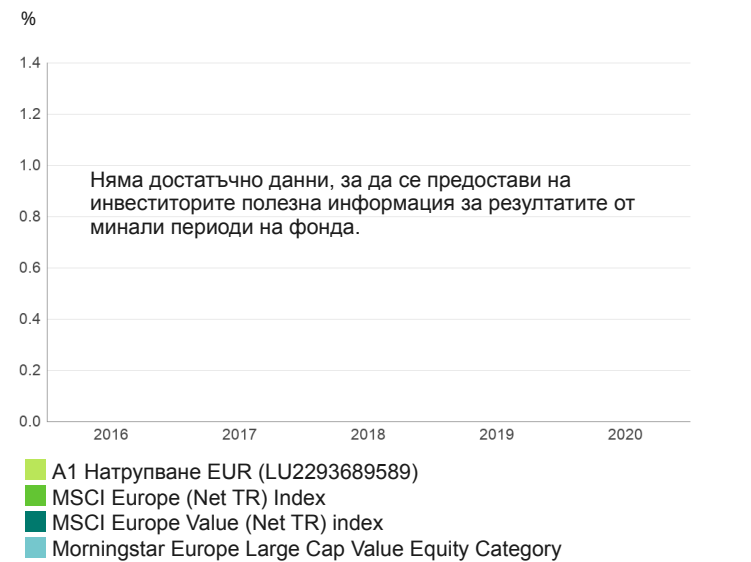 %
1.4
1.2
1.0
Няма достатъчно данни, за да се предостави на
инвеститорите полезна информация за резултатите от
0.8
минали периоди на фонда.
0.6
0.4
0.2
0.0
2016 2017 2018 2019 2020
A1 Натрупване EUR (LU2293689589)
MSCI Europe (Net TR) Index
MSCI Europe Value (Net TR) index
Morningstar Europe Large Cap Value Equity Category